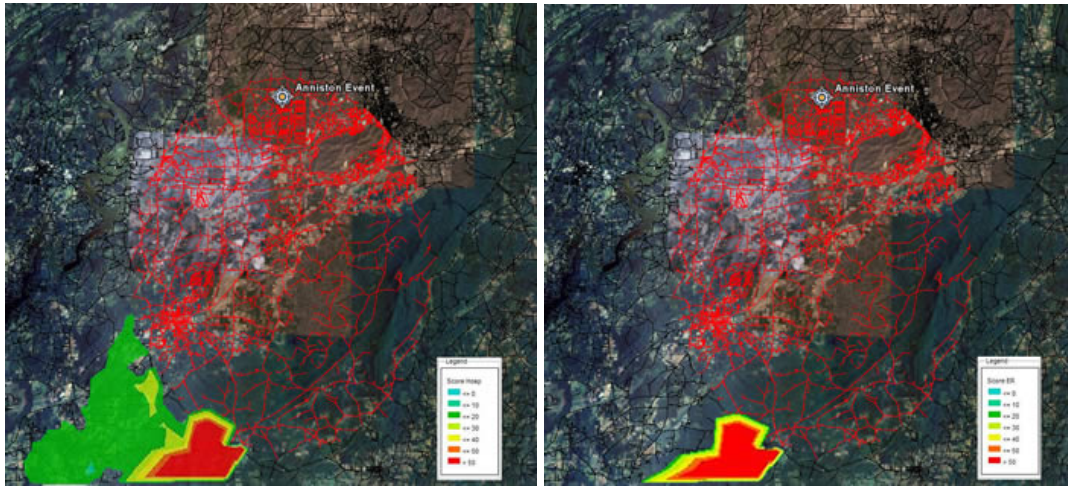 Anniston Event
Legend
Score Hosp
<= 0
<= 10
<= 20
<= 30
<= 40
<= 50
> 50
Anniston Event
Legend
Score ER
<= 0
<= 10
<= 20
<= 30
<= 40
<= 50
> 50